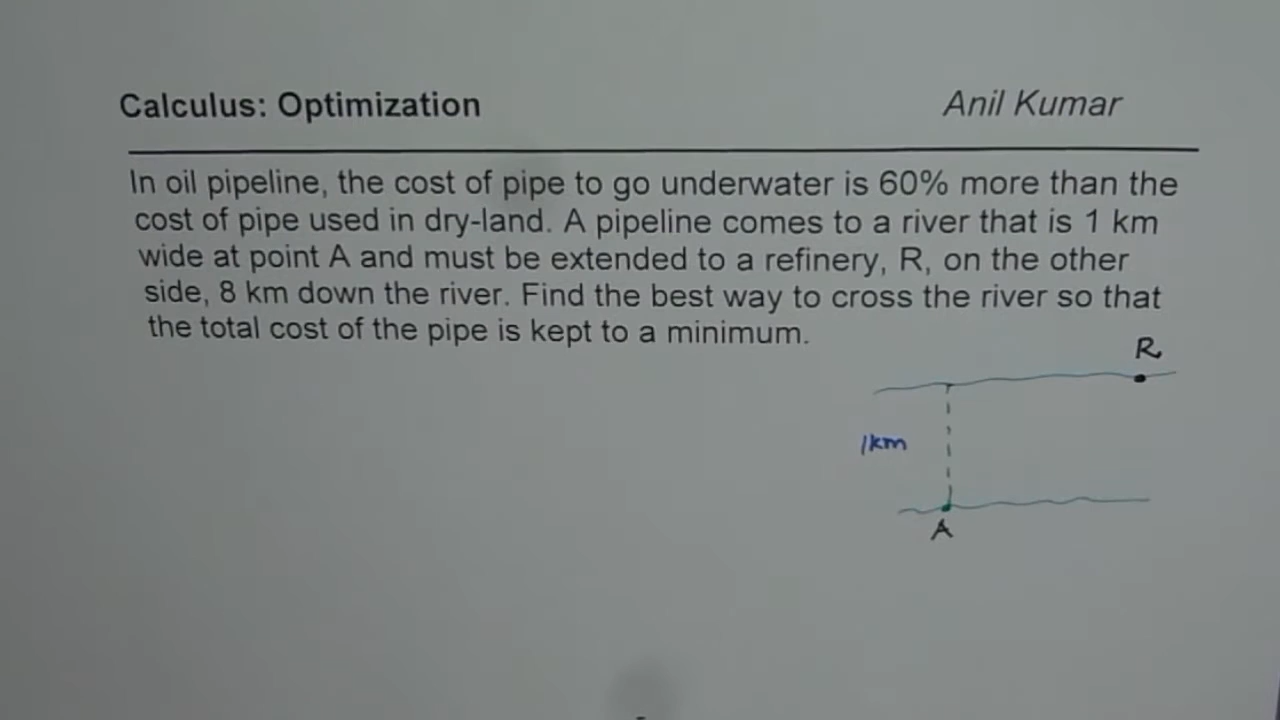 Calculus: Optimization Anil Kumar
In oil pipeline, the cost of pipe to go underwater is 60% more than the
cost of pipe used in dry-land. A pipeline comes to a river that is 1 km
wide at point A and must be extended to a refinery, R, on the other
side, 8 km down the river. Find the best way to cross the river so that
the total cost of the pipe is kept to a minimum.
R
1km
A